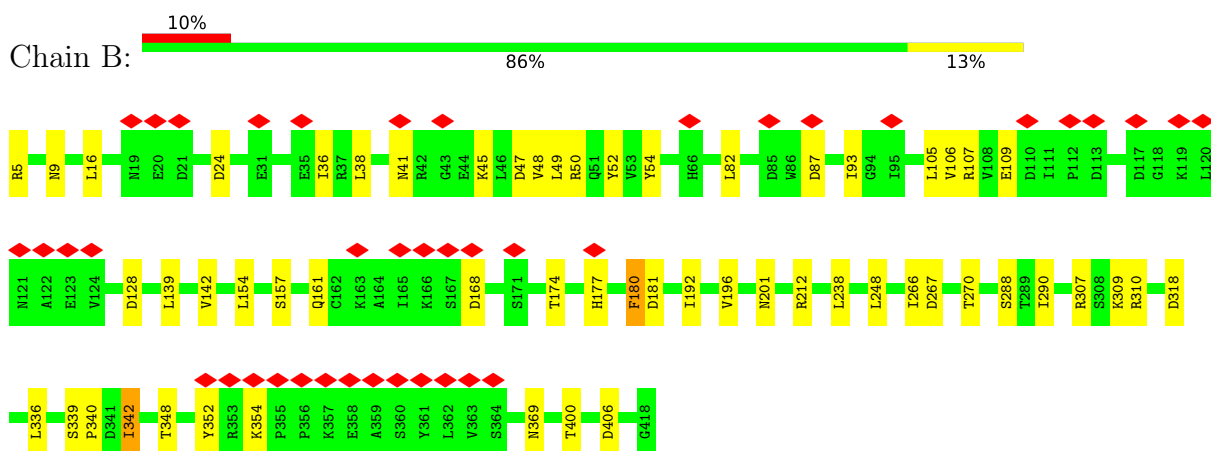 10%
Chain B:
86% 13%
R5 N9 L16 N19 E20 D21 D24 E31 E35 I36 R37 L38 N41 R42 G43 E44 K45 L46 D47 V48 L49 R50 Q51 Y52 V53 Y54 H66 L82 D85 W86 D87 I93 G94 I95 L105 V106 R107 V108 E109 D110 I111 P112 D113 D117 G118 K119 L120
N121 A122 E123 V124 D128 L139 V142 L154 S157 Q161 C162 K163 A164 I165 K166 S167 D168 S171 T174 H177 F180 D181 I192 V196 N201 R212 L238 L248 I266 D267 T270 S288 T289 I290 R307 S308 K309 R310 D318
L336 S339 P340 D341 I342 T348 Y352 R353 K354 P355 P356 K357 E358 A359 S360 Y361 L362 V363 S364 N369 T400 D406 G418